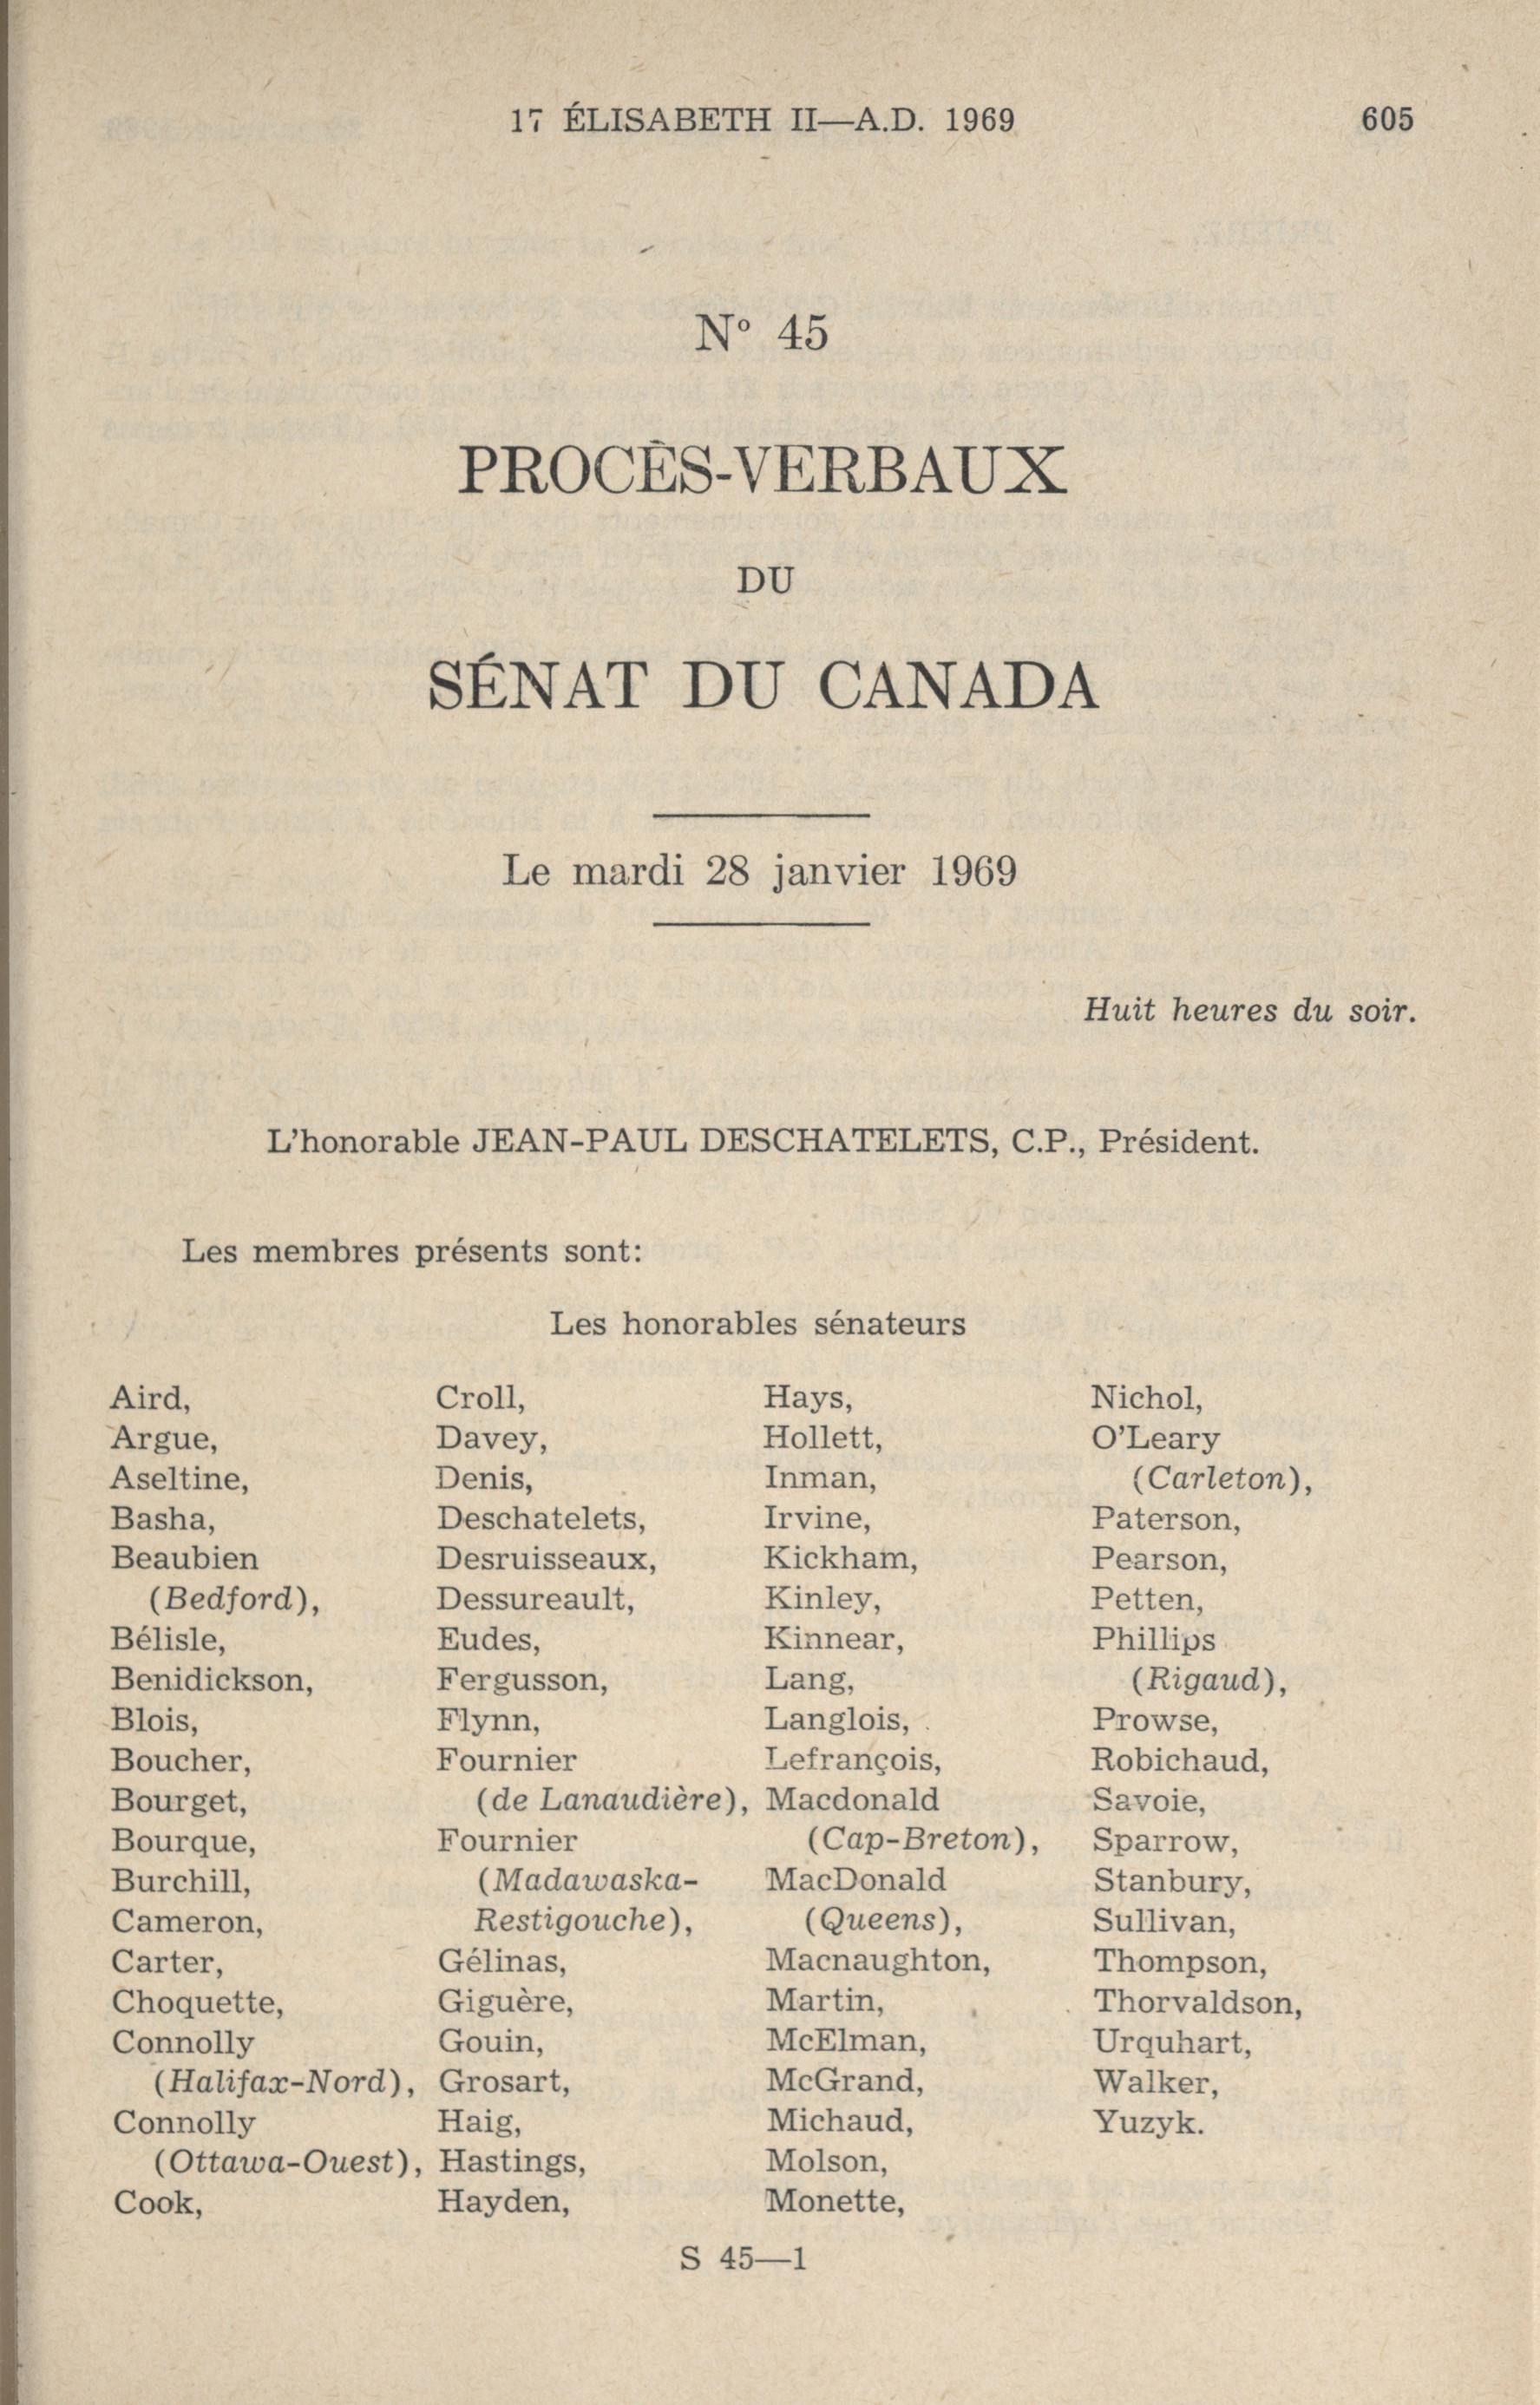 17 ÉLISABETH II—A.D. 1969
605
N° 45
PROCÈS-VERBAUX
DU
SÉNAT DU CANADA
Le mardi 28 janvier 1969
Huit heures du soir.
L'honorable JEAN-PAUL DESCHATELETS, C.P., Président.
Les membres présents sont:
Les honorables sénateurs
Aird,
Argue,
Aseltine,
Basha,
Beaubien
(Bedford),
Bélisle,
Benidickson,
Blois,
Boucher,
Bourget,
Bourque,
Burchill,
Cameron,
Carter,
Choquette,
Connolly
(Halifax-Nord),
Connolly
(Ottawa-Ouest),
Cook,
Croll,
Davey,
Denis,
Deschatelets,
Desruisseaux,
Dessureault,
Eudes,
Fergusson,
Flynn,
Fournier
(de Lanaudière),
Fournier
(Madawaska-
Restigouche),
Gélinas,
Giguère,
Gouin,
Grosart,
Haig,
Hastings,
Hayden,
Hays,
Hollett,
Inman,
Irvine,
Kickham,
Kinley,
Kinnear,
Lang,
Langlois,
Lefrançois,
Macdonald
(Cap-Breton),
MacDonald
(Queens),
Macnaughton,
Martin,
McElman,
McGrand,
Michaud,
Molson,
Monette,
Nichol,
O'Leary
(Carleton),
Paterson,
Pearson,
Petten,
Phillips
(Rigaud),
Prowse,
Robichaud,
Savoie,
Sparrow,
Stanbury,
Sullivan,
Thompson,
Thorvaldson,
Urquhart,
Walker,
Yuzyk.
S 45—1